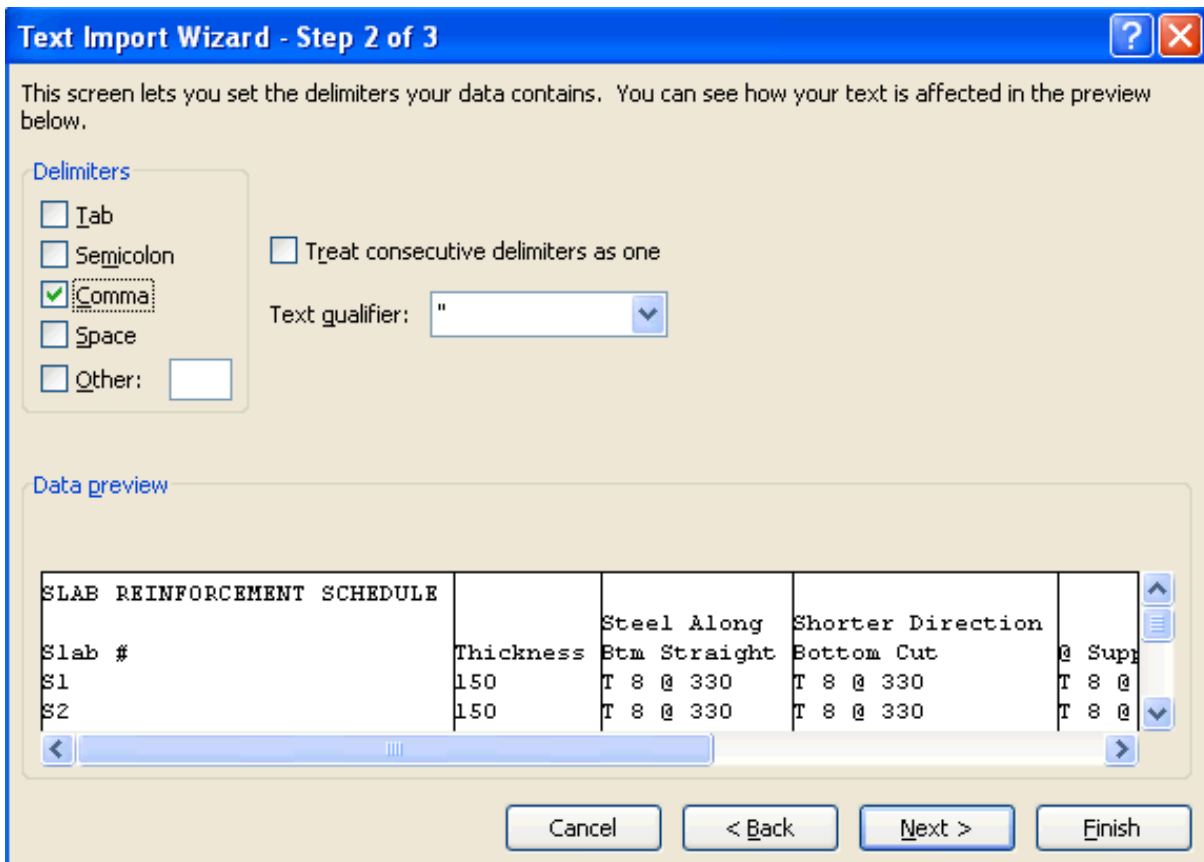 Text Import Wizard - Step 2 of 3
This screen lets you set the delimiters your data contains.  You can see how your text is affected in the preview
below.
Delimiters
Tab
Semicolon
Comma
Space
Other:
Treat consecutive delimiters as one
Text qualifier: "
Data preview
SLAB REINFORCEMENT SCHEDULE
Steel Along Shorter Direction
Slab # Thickness Btm Straight Bottom Cut @ Supp
S1 150 T 8 @ 330 T 8 @ 330 T 8 @
S2 150 T 8 @ 330 T 8 @ 330 T 8 @
Cancel < Back Next > Finish